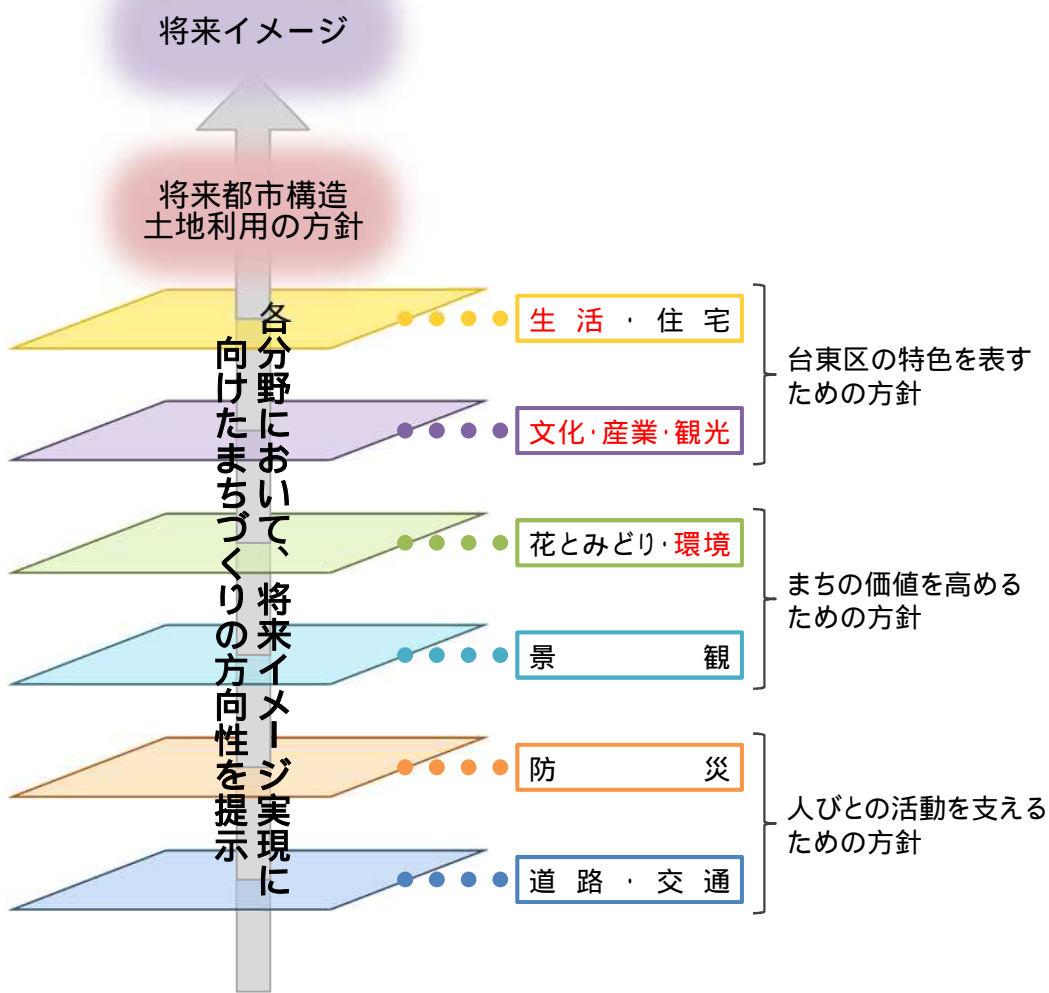 将来イメージ
将来都市構造
土地利用の方針
各分野において、将来イメージ実現に
向けたまちづくりの方向性を提示
生活・住宅
文化・産業・観光
台東区の特色を表す
ための方針
花とみどり・環境
景観
まちの価値を高める
ための方針
防災
道路・交通
人びとの活動を支える
ための方針